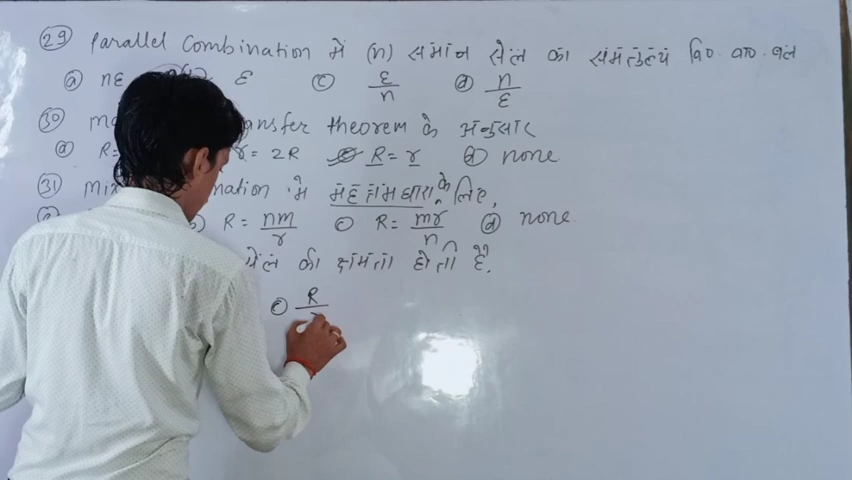 29 Parallel Combination में (n) समान सेल का समतुल्य वि० वा० बल
a nE E c E/n d n/E
30 ansfer theorem के अनुसार
a R= r = 2R c R = r d none
31 mix nation में महत्तम धारा के लिए,
R = nm/r c R = mr/n d none
सेल की क्षमता होती है?
c R